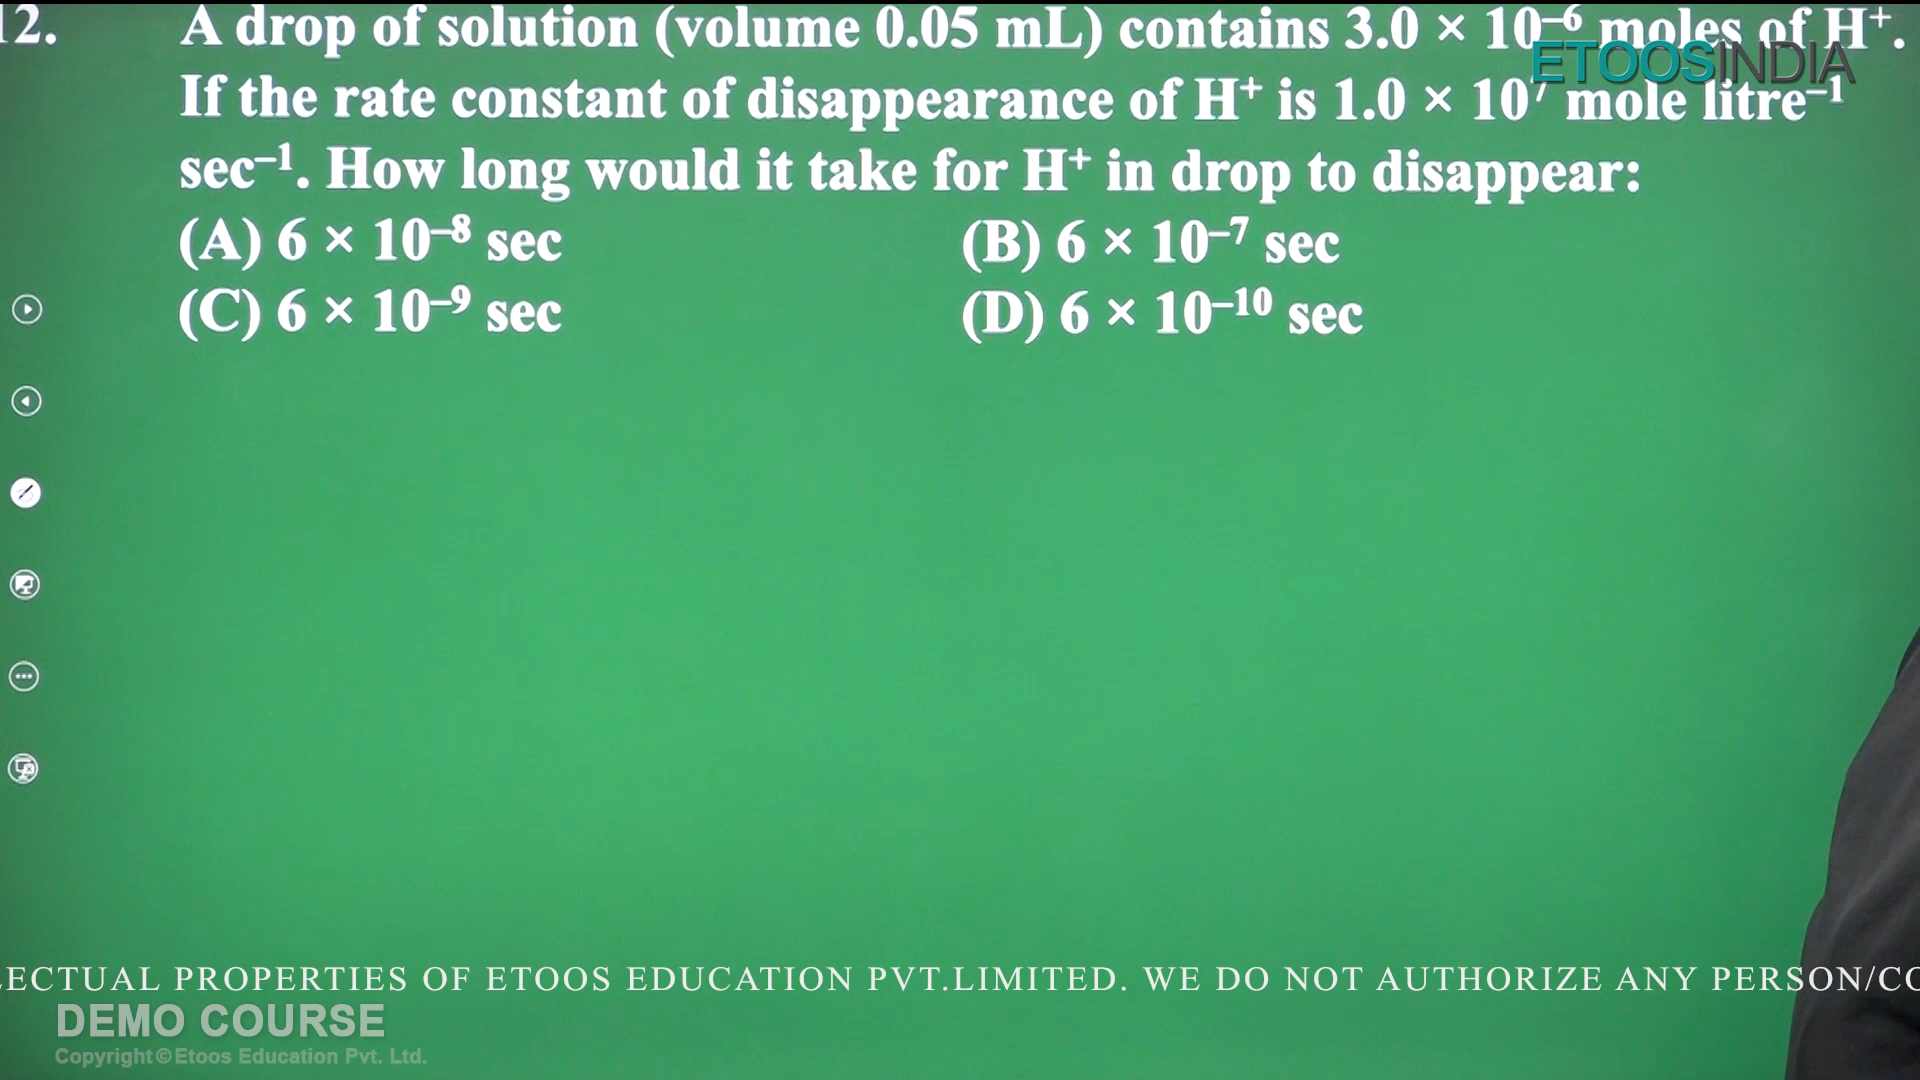 12. A drop of solution (volume 0.05 mL) contains 3.0 × 10⁻⁶ moles of H⁺.
ETOOSINDIA
If the rate constant of disappearance of H⁺ is 1.0 × 10⁷ mole litre⁻¹
sec⁻¹. How long would it take for H⁺ in drop to disappear:
(A) 6 × 10⁻⁸ sec (B) 6 × 10⁻⁷ sec
(C) 6 × 10⁻⁹ sec (D) 6 × 10⁻¹⁰ sec
LECTUAL PROPERTIES OF ETOOS EDUCATION PVT.LIMITED. WE DO NOT AUTHORIZE ANY PERSON/CO
DEMO COURSE
Copyright © Etoos Education Pvt. Ltd.